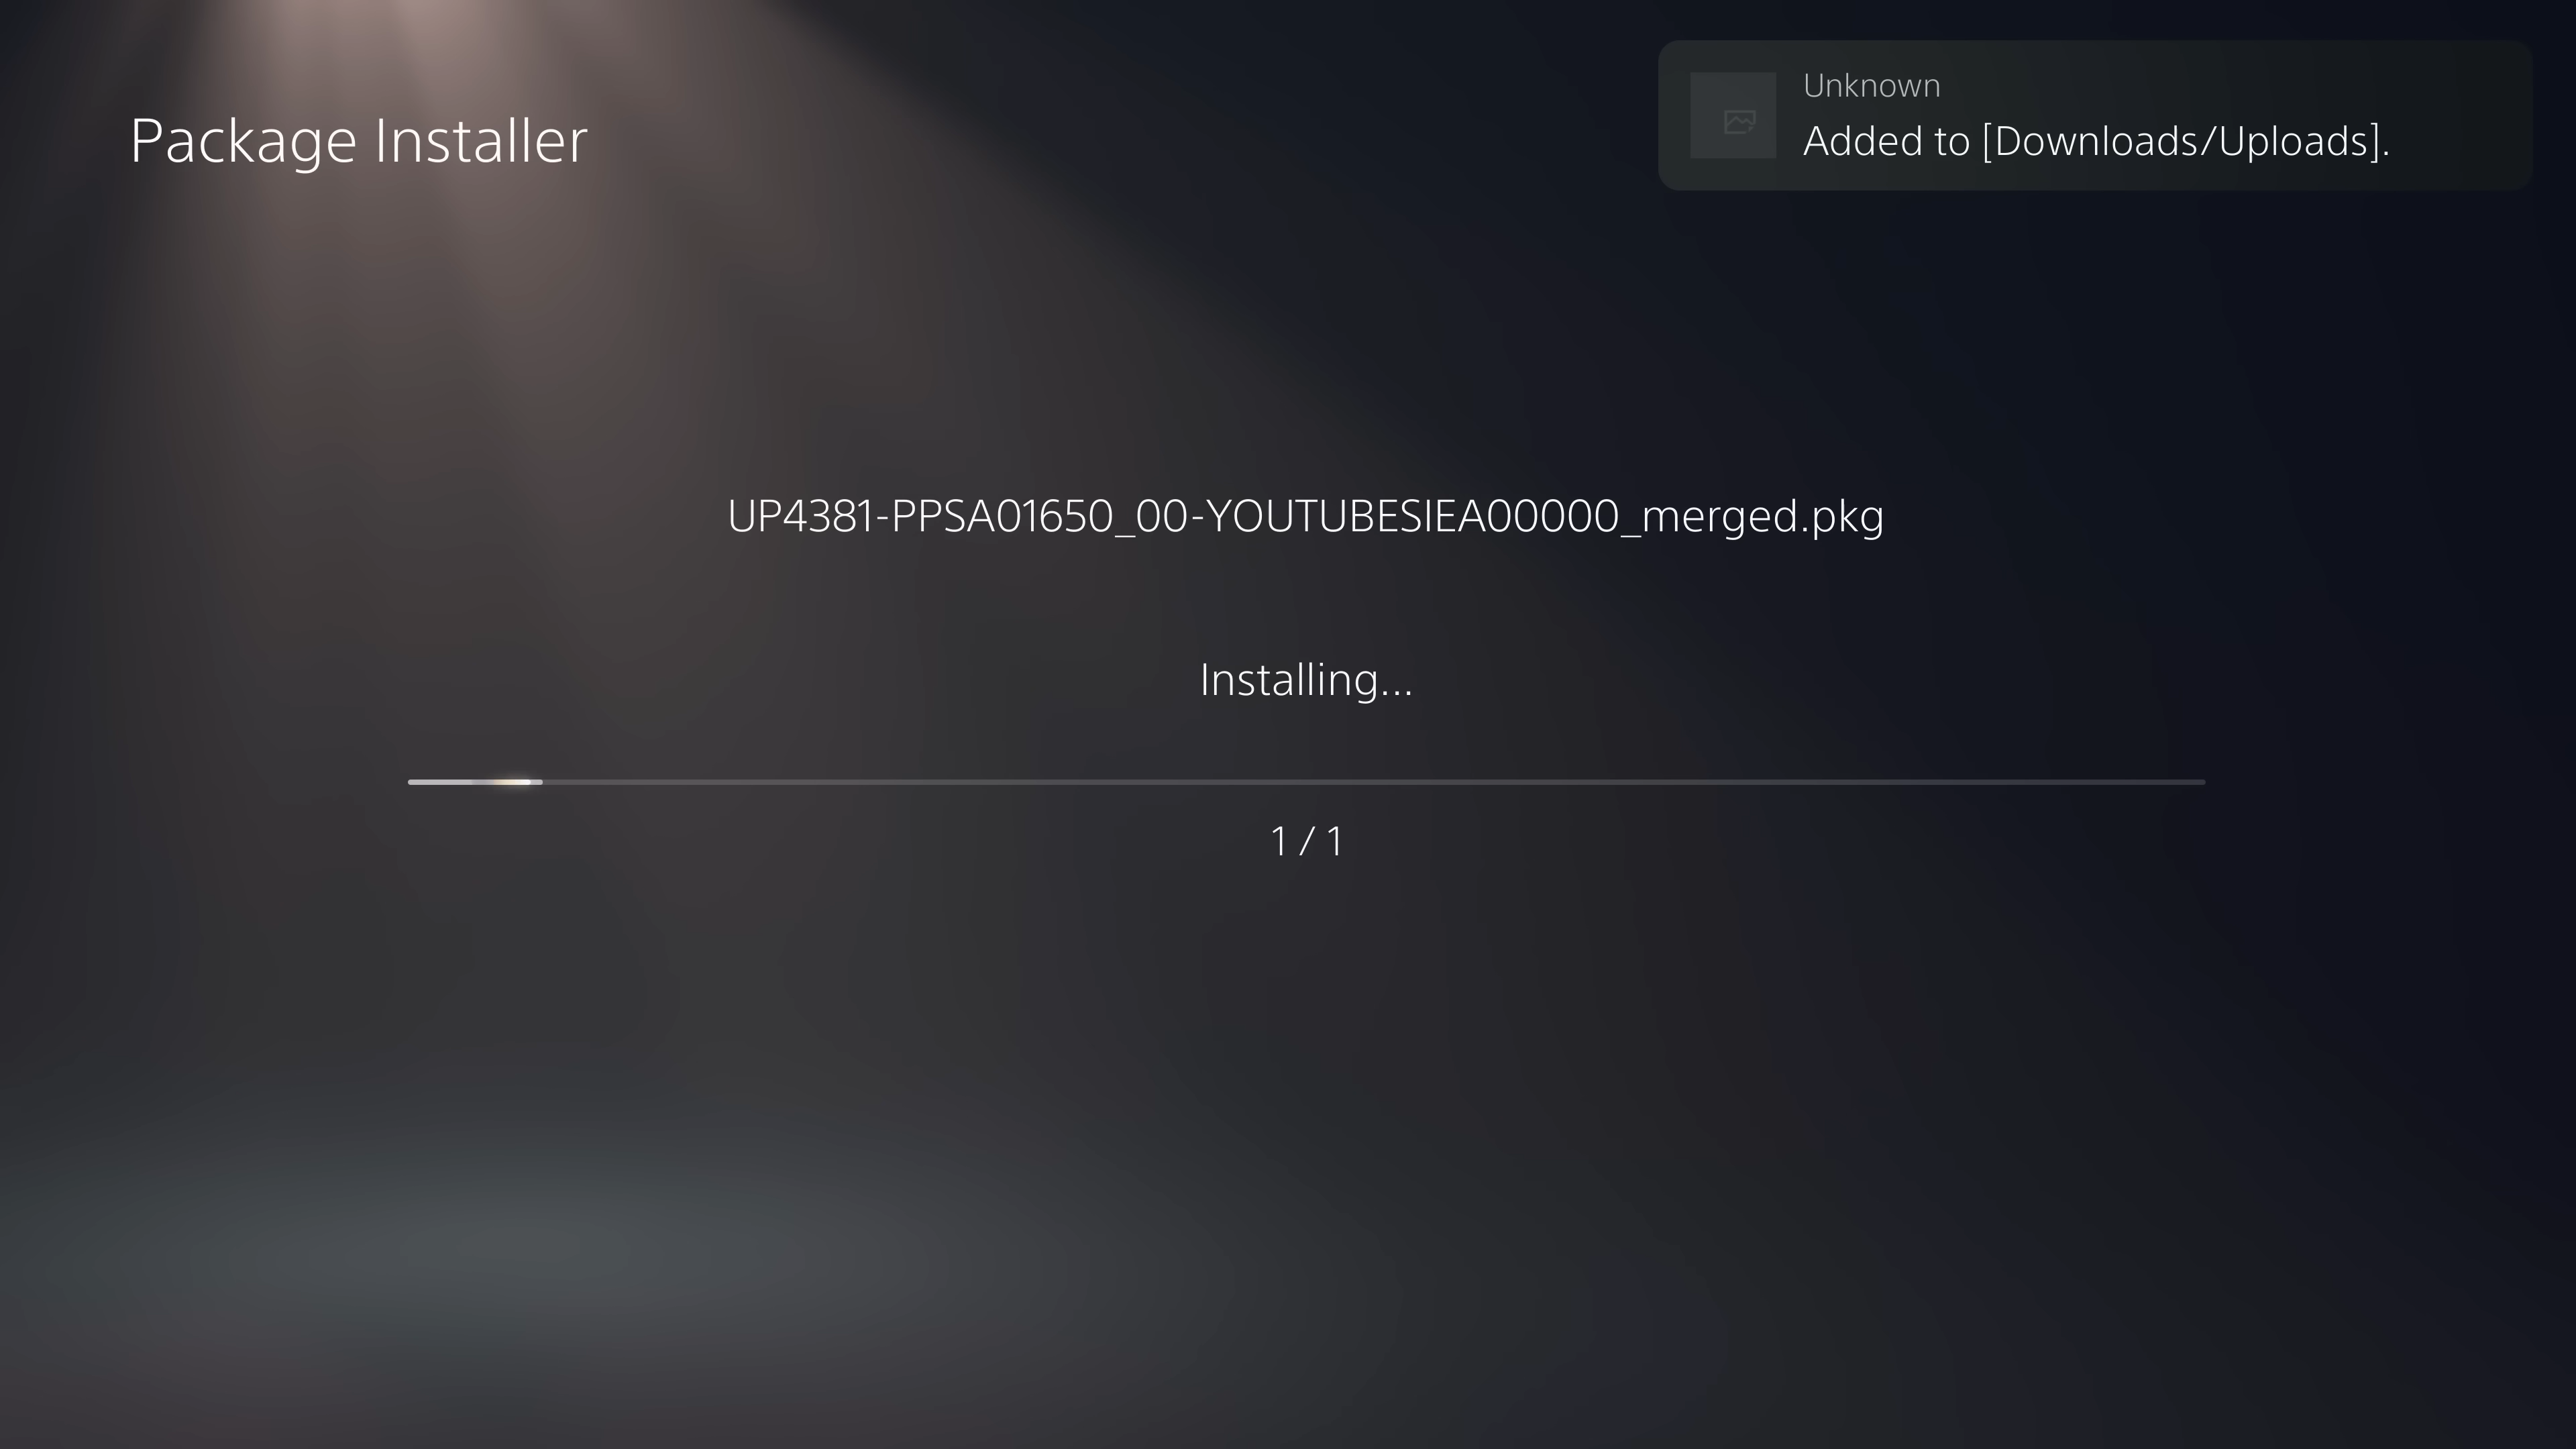 Package Installer
Unknown
Added to [Downloads/Uploads].
UP4381-PPSA01650_00-YOUTUBESIEA00000_merged.pkg
Installing...
1 / 1